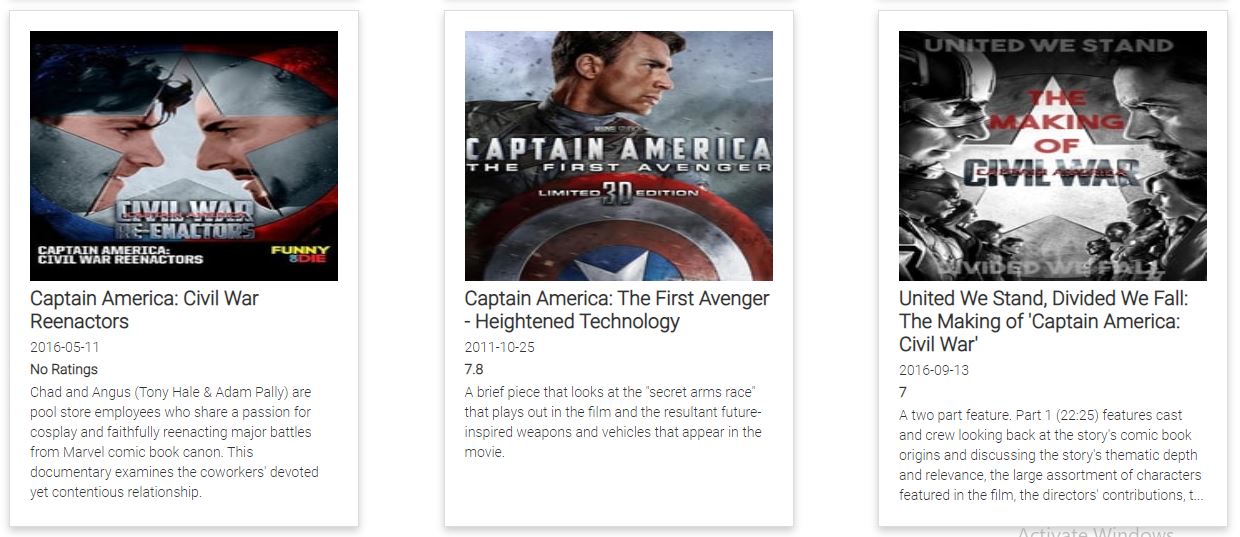 CIVIL WAR
CAPTAIN AMERICA
RE-ENACTORS
CAPTAIN AMERICA:
CIVIL WAR REENACTORS
FUNNY
OR DIE
Captain America: Civil War
Reenactors
2016-05-11
No Ratings
Chad and Angus (Tony Hale & Adam Pally) are
pool store employees who share a passion for
cosplay and faithfully reenacting major battles
from Marvel comic book canon. This
documentary examines the coworkers' devoted
yet contentious relationship.
MARVEL STUDIOS
CAPTAIN AMERICA
THE FIRST AVENGER
LIMITED 3D EDITION
Captain America: The First Avenger
- Heightened Technology
2011-10-25
7.8
A brief piece that looks at the "secret arms race"
that plays out in the film and the resultant future-
inspired weapons and vehicles that appear in the
movie.
UNITED WE STAND
THE
MAKING
OF
CIVIL WAR
CAPTAIN AMERICA
DIVIDED WE FALL
United We Stand, Divided We Fall:
The Making of 'Captain America:
Civil War'
2016-09-13
7
A two part feature. Part 1 (22:25) features cast
and crew looking back at the story's comic book
origins and discussing the story's thematic depth
and relevance, the large assortment of characters
featured in the film, the directors' contributions, t...
Activate Windows